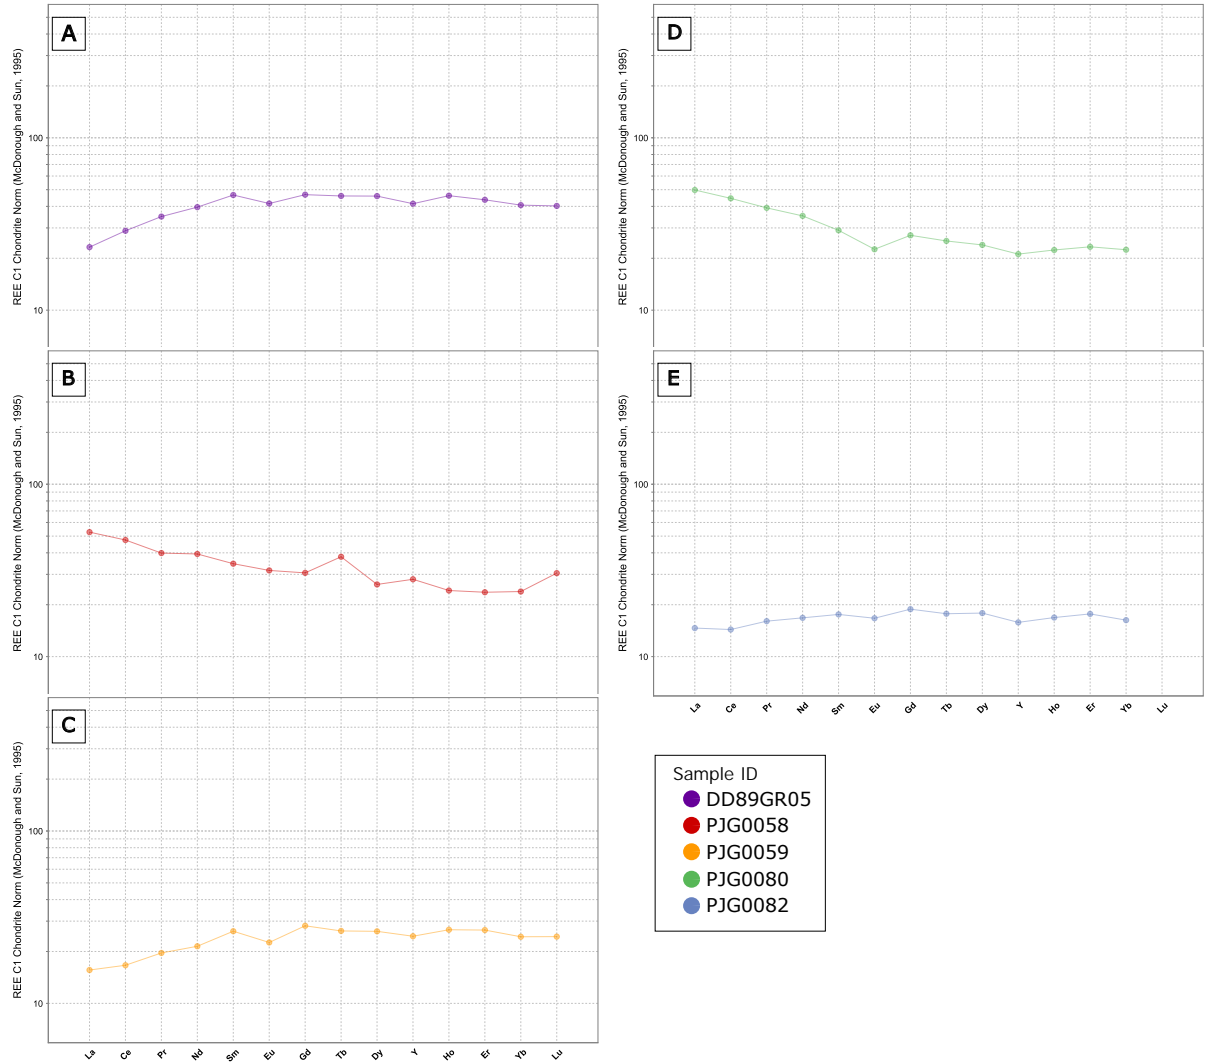 A
REE C1 Chondrite Norm (McDonough and Sun, 1995)
100
10
B
REE C1 Chondrite Norm (McDonough and Sun, 1995)
100
10
C
REE C1 Chondrite Norm (McDonough and Sun, 1995)
100
10
La Ce Pr Nd Sm Eu Gd Tb Dy Y Ho Er Yb Lu
D
REE C1 Chondrite Norm (McDonough and Sun, 1995)
100
10
E
REE C1 Chondrite Norm (McDonough and Sun, 1995)
100
10
La Ce Pr Nd Sm Eu Gd Tb Dy Y Ho Er Yb Lu
Sample ID
DD89GR05
PJG0058
PJG0059
PJG0080
PJG0082